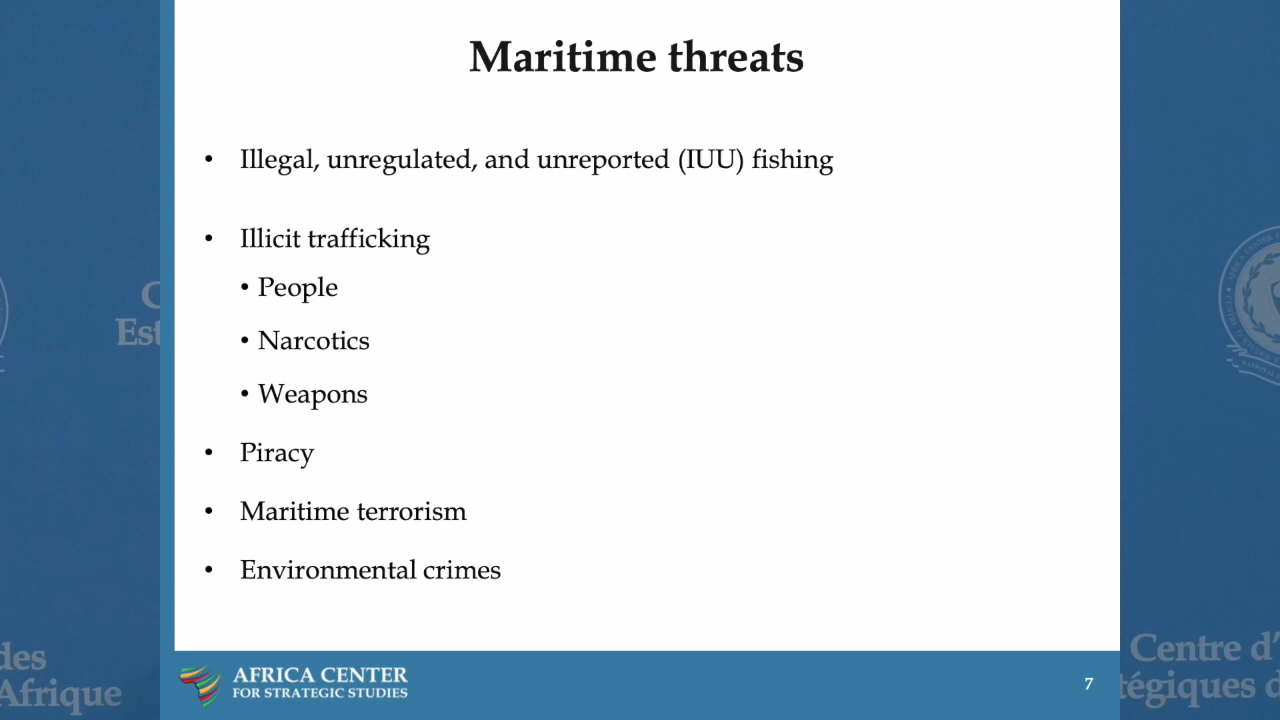 Maritime threats
• Illegal, unregulated, and unreported (IUU) fishing
• Illicit trafficking
• People
• Narcotics
• Weapons
• Piracy
• Maritime terrorism
• Environmental crimes
AFRICA CENTER
FOR STRATEGIC STUDIES
7
des
Afrique
Centre d'